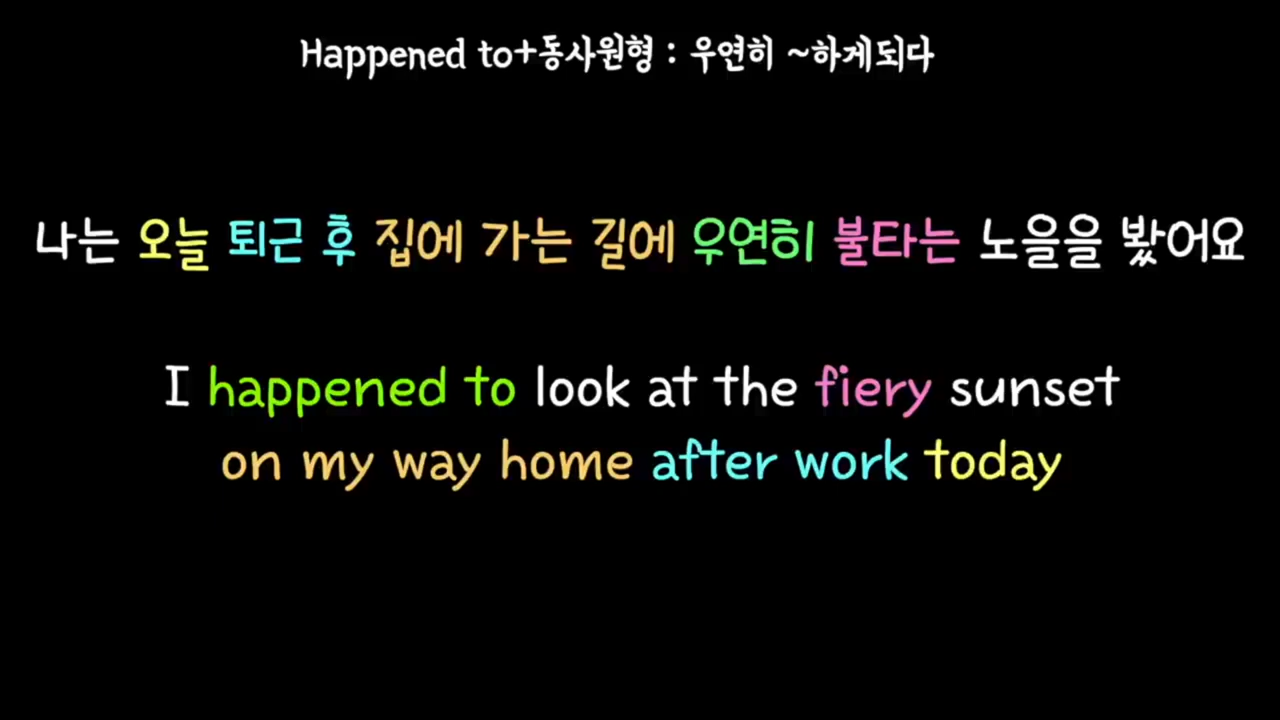 Happened to+동사원형 : 우연히 ~하게되다
나는 오늘 퇴근 후 집에 가는 길에 우연히 불타는 노을을 봤어요
I happened to look at the fiery sunset
on my way home after work today